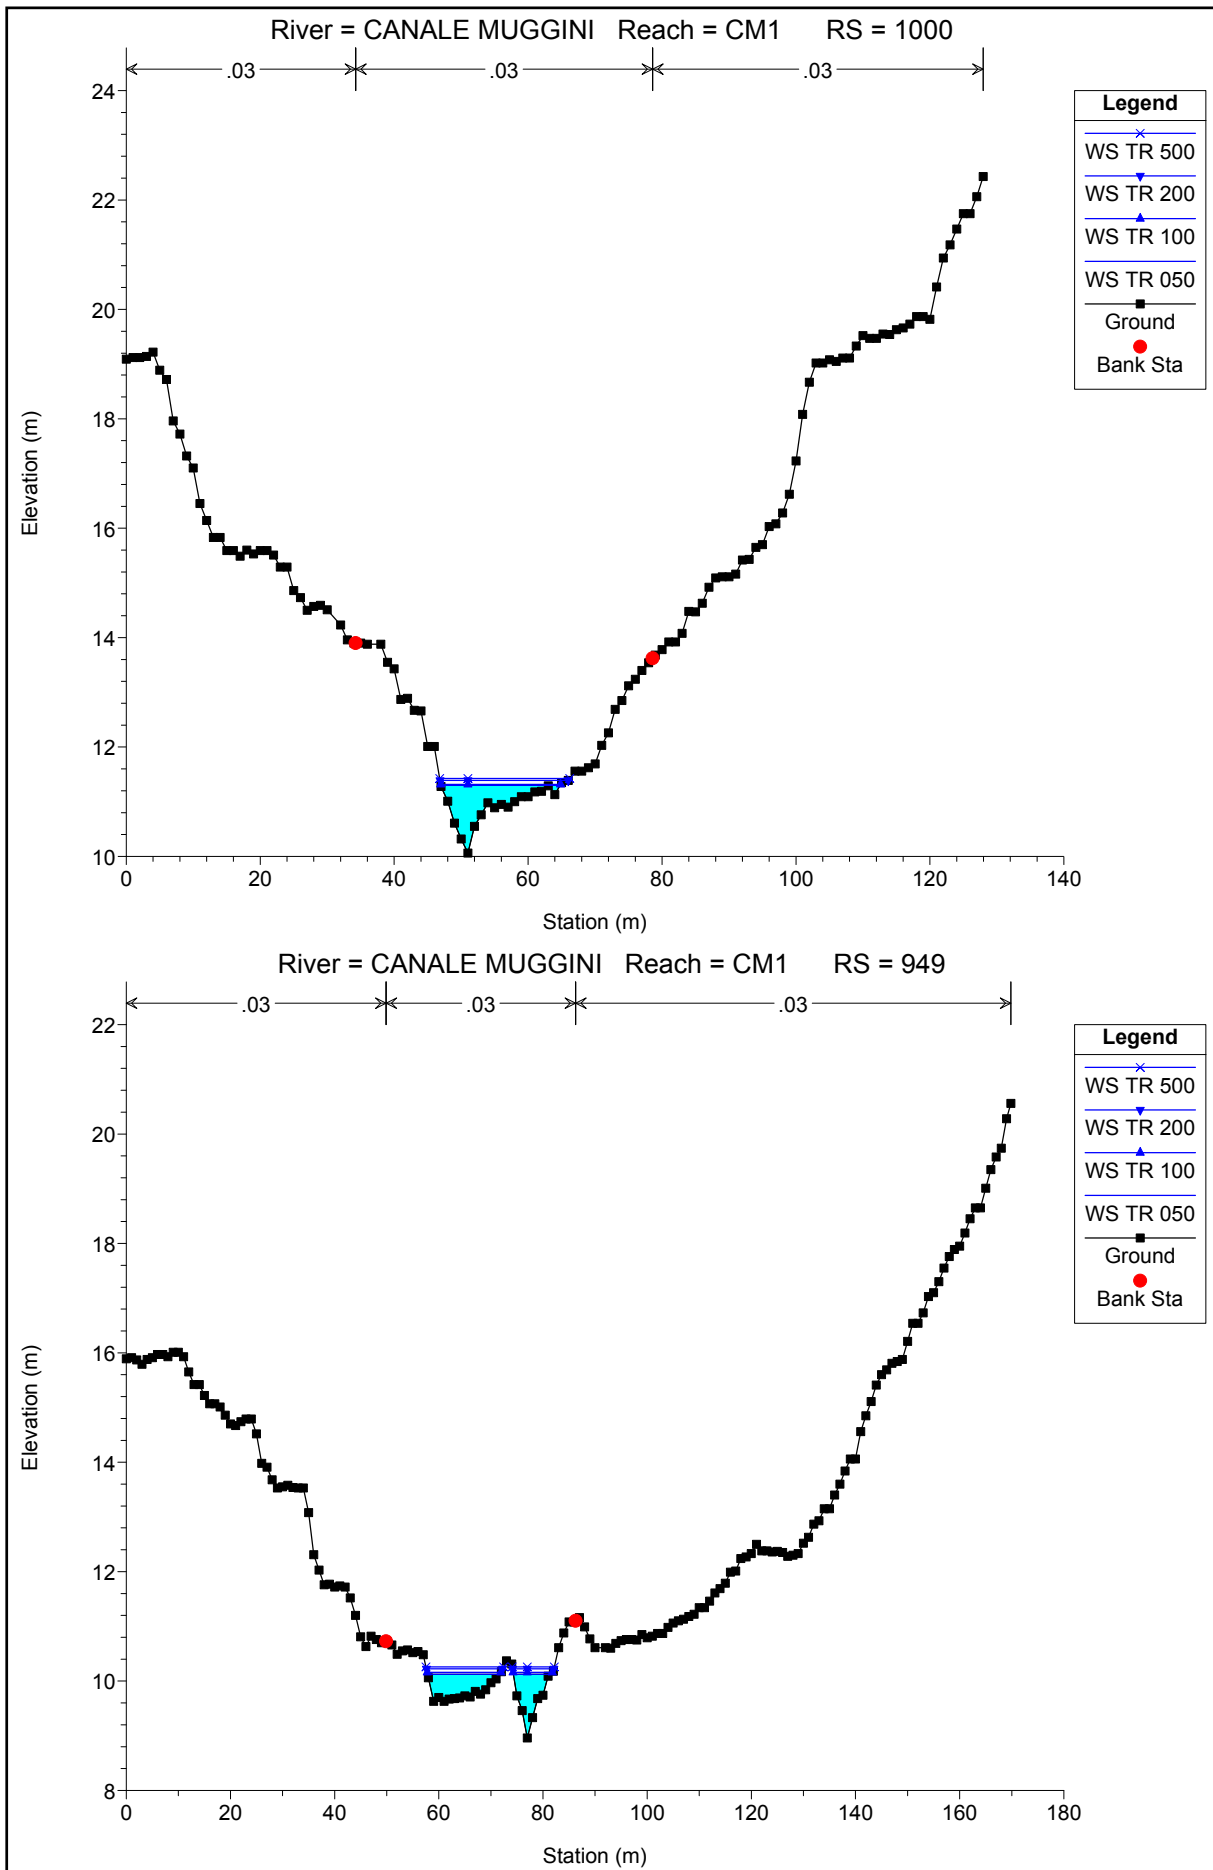 River = CANALE MUGGINI Reach = CM1 RS = 1000
.03 .03 .03
24
22
20
18
16
14
12
10
Elevation (m)
0 20 40 60 80 100 120 140
Station (m)
Legend
WS TR 500
WS TR 200
WS TR 100
WS TR 050
Ground
Bank Sta
River = CANALE MUGGINI Reach = CM1 RS = 949
.03 .03 .03
22
20
18
16
14
12
10
8
Elevation (m)
0 20 40 60 80 100 120 140 160 180
Station (m)
Legend
WS TR 500
WS TR 200
WS TR 100
WS TR 050
Ground
Bank Sta